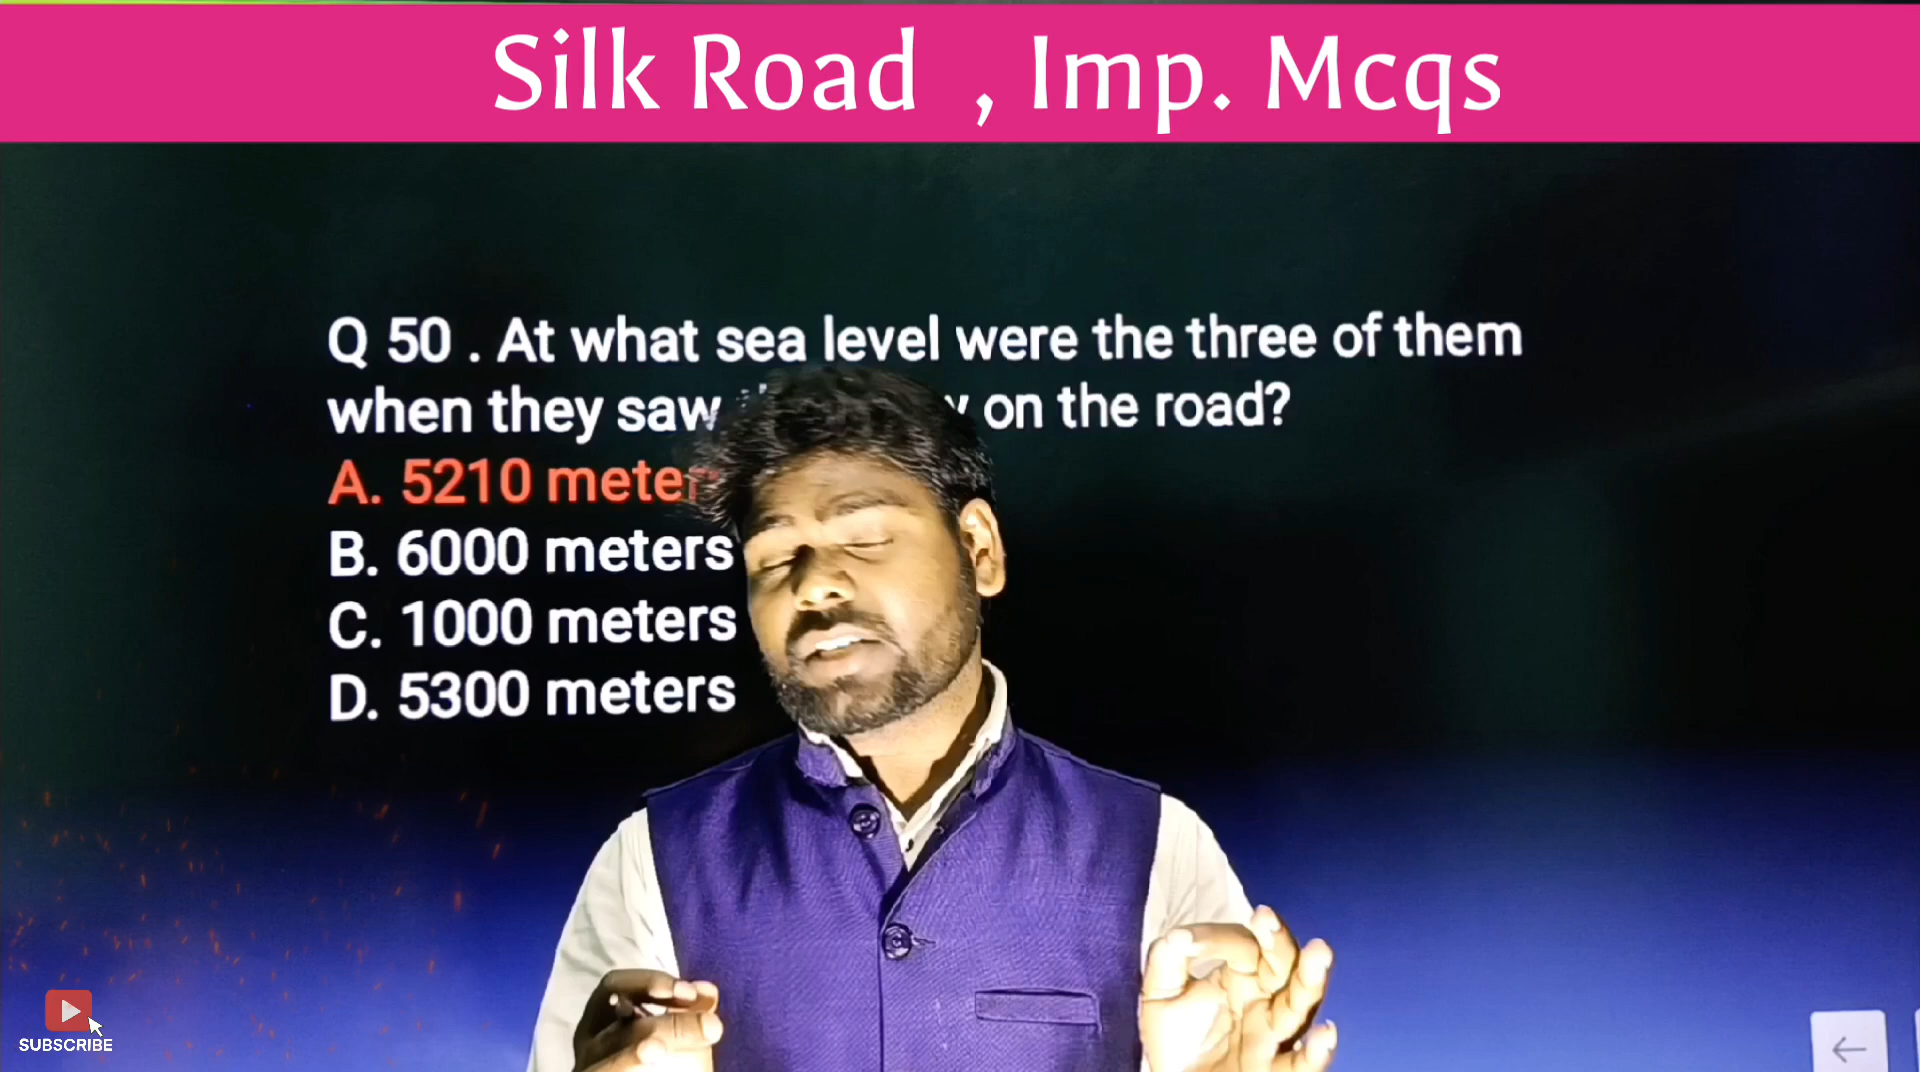 Silk Road , Imp. Mcqs
Q 50 . At what sea level were the three of them
when they saw on the road?
A. 5210 meters
B. 6000 meters
C. 1000 meters
D. 5300 meters
SUBSCRIBE